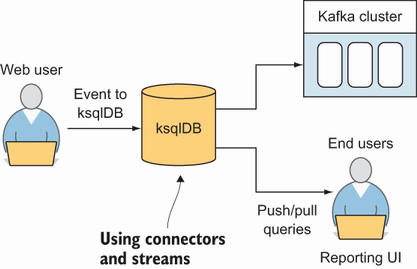 Kafka cluster
Web user
Event to
ksqlDB
ksqlDB
End users
Push/pull
queries
Using connectors
and streams
Reporting UI